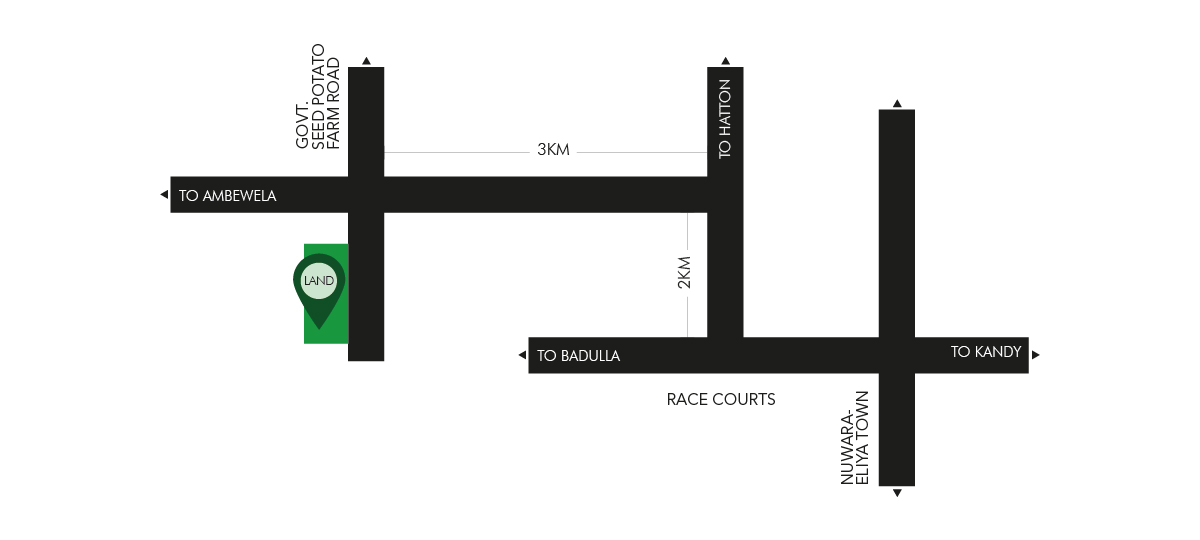 GOVT.
SEED POTATO
FARM ROAD
TO HATTON
3KM
TO AMBEWELA
LAND
2KM
TO BADULLA
TO KANDY
RACE COURTS
NUWARA-
ELIYA TOWN